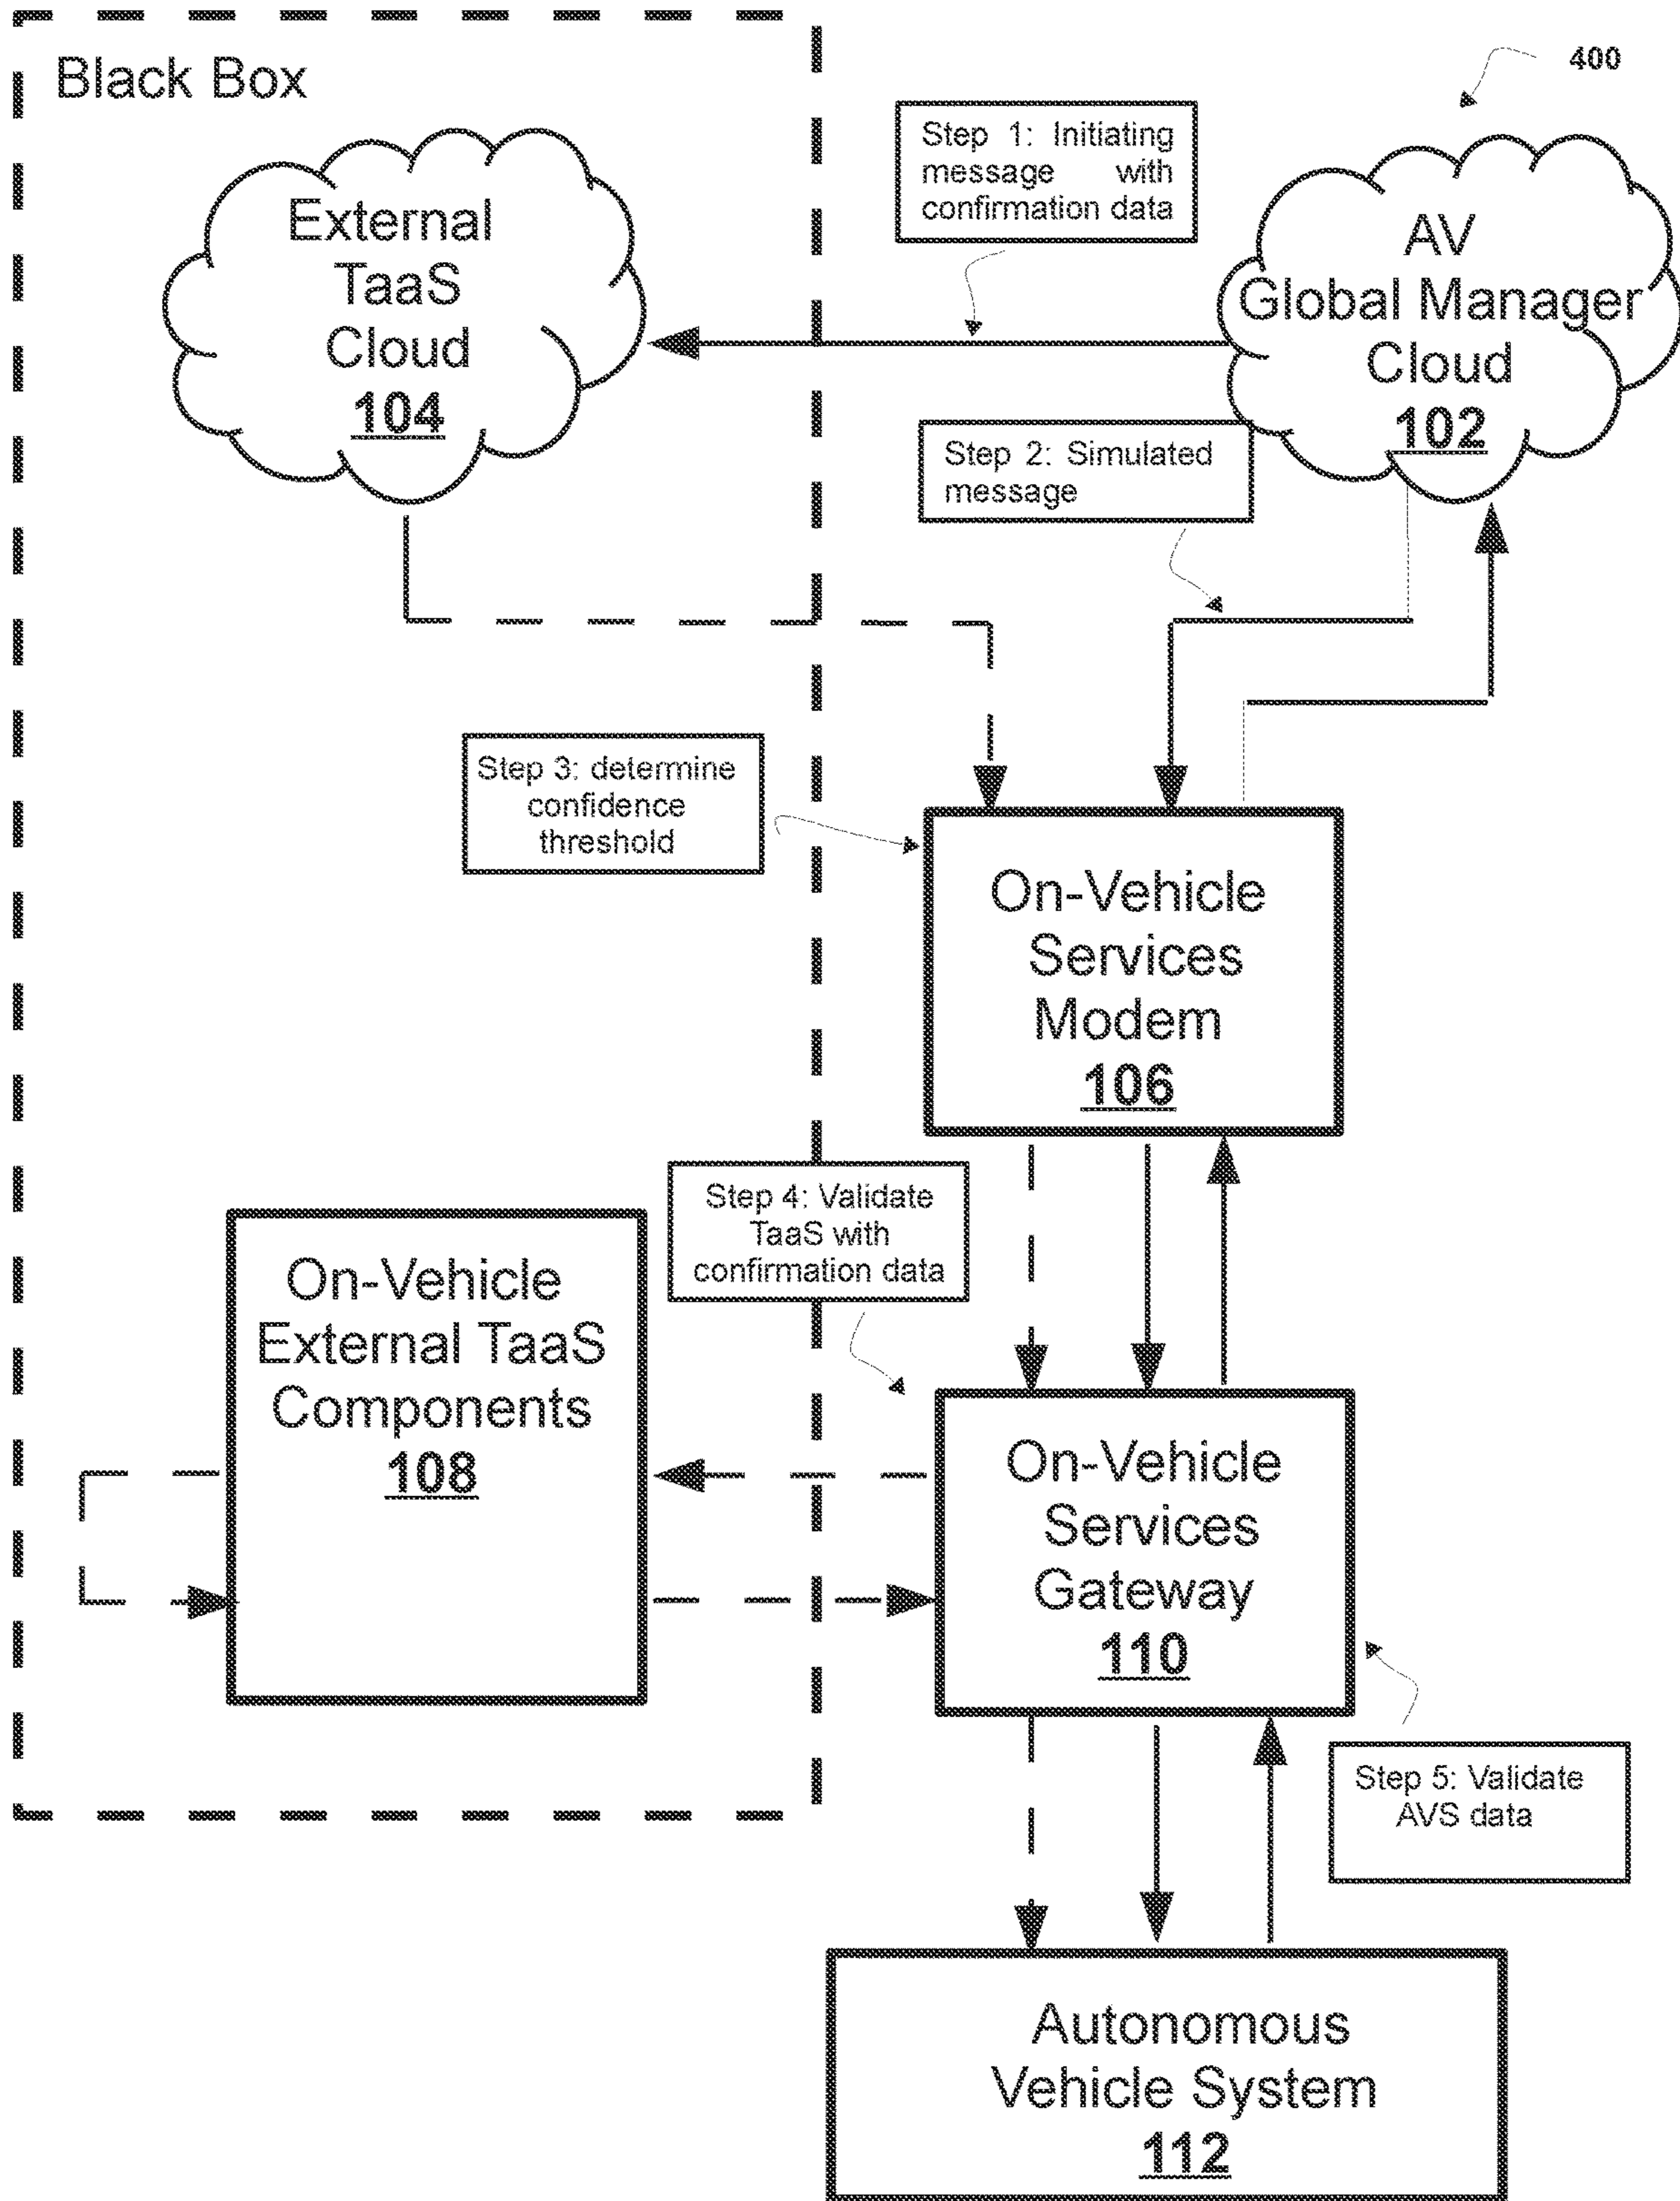 Black Box
400
Step 1: Initiating
message with
confirmation data
External
TaaS
Cloud
104
AV
Global Manager
Cloud
102
Step 2: Simulated
message
Step 3: determine
confidence
threshold
On-Vehicle
Services
Modem
106
Step 4: Validate
TaaS with
confirmation data
On-Vehicle
External TaaS
Components
108
On-Vehicle
Services
Gateway
110
Step 5: Validate
AVS data
Autonomous
Vehicle System
112